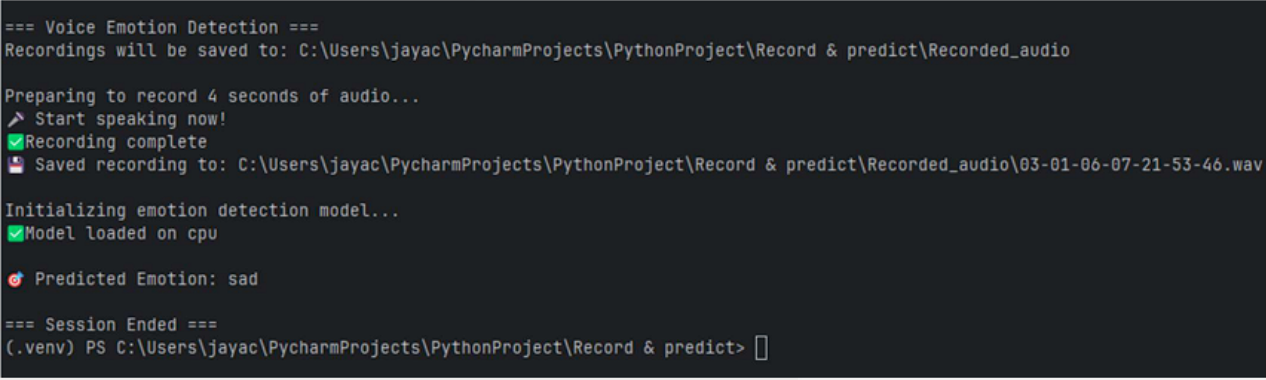 === Voice Emotion Detection ===
Recordings will be saved to: C:\Users\jayac\PycharmProjects\PythonProject\Record & predict\Recorded_audio
Preparing to record 4 seconds of audio...
🎤 Start speaking now!
✅Recording complete
💾 Saved recording to: C:\Users\jayac\PycharmProjects\PythonProject\Record & predict\Recorded_audio\03-01-06-07-21-53-46.wav
Initializing emotion detection model...
✅Model loaded on cpu
🎯 Predicted Emotion: sad
=== Session Ended ===
(.venv) PS C:\Users\jayac\PycharmProjects\PythonProject\Record & predict>